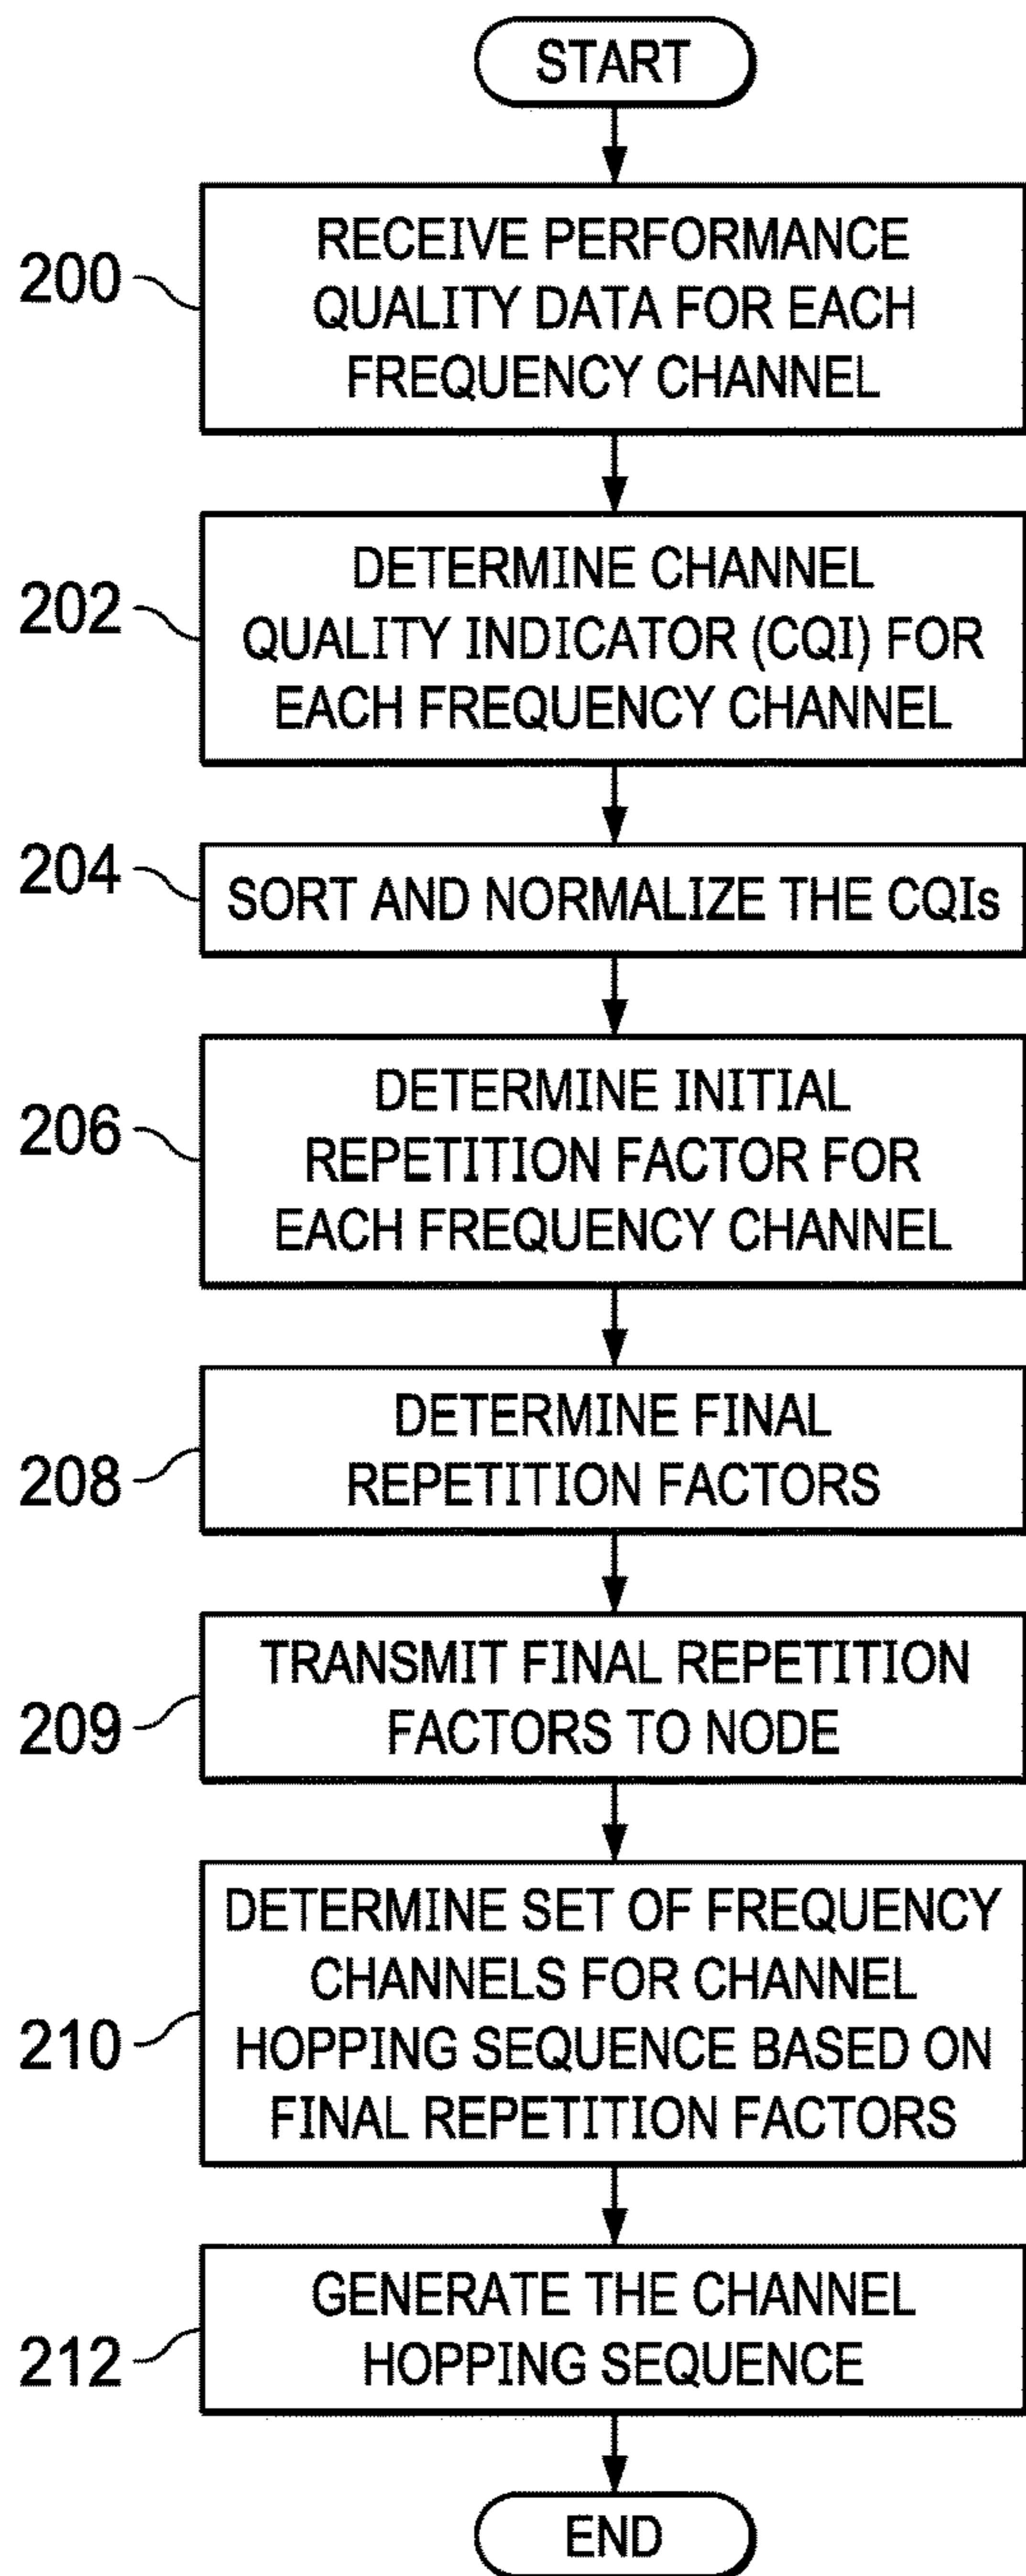 START
200
RECEIVE PERFORMANCE
QUALITY DATA FOR EACH
FREQUENCY CHANNEL
202
DETERMINE CHANNEL
QUALITY INDICATOR (CQI) FOR
EACH FREQUENCY CHANNEL
204
SORT AND NORMALIZE THE CQIs
206
DETERMINE INITIAL
REPETITION FACTOR FOR
EACH FREQUENCY CHANNEL
208
DETERMINE FINAL
REPETITION FACTORS
209
TRANSMIT FINAL REPETITION
FACTORS TO NODE
210
DETERMINE SET OF FREQUENCY
CHANNELS FOR CHANNEL
HOPPING SEQUENCE BASED ON
FINAL REPETITION FACTORS
212
GENERATE THE CHANNEL
HOPPING SEQUENCE
END